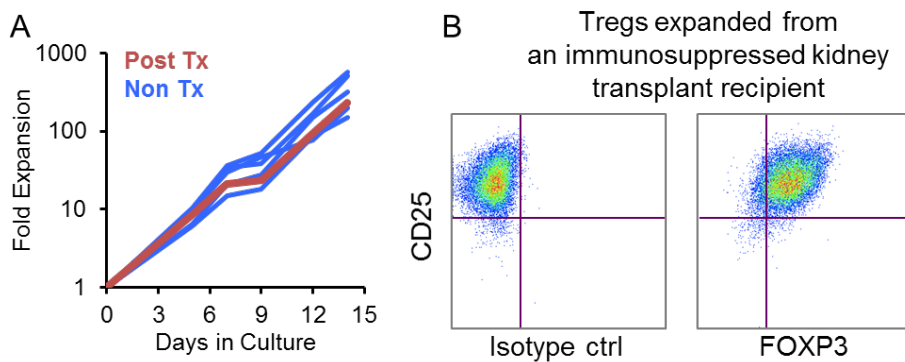 A
1000
100
10
1
Fold Expansion
Post Tx
Non Tx
0 3 6 9 12 15
Days in Culture
B
Tregs expanded from
an immunosuppressed kidney
transplant recipient
CD25
Isotype ctrl
FOXP3